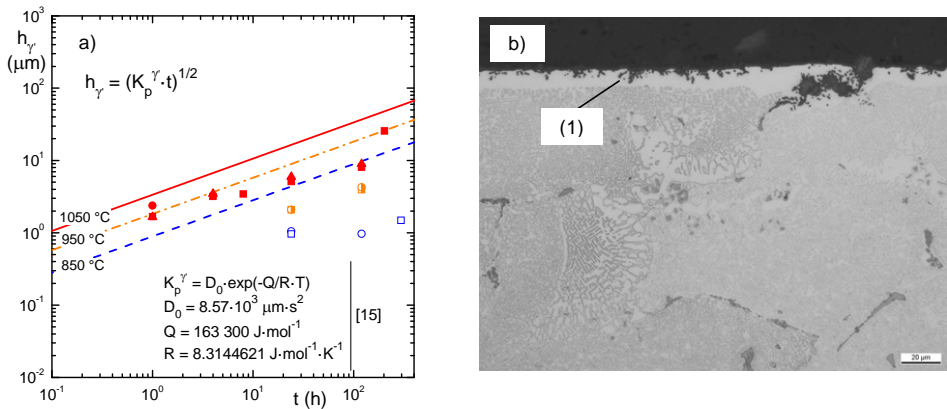 a)
h_γ' (μm)
10³
10²
10¹
10⁰
10⁻¹
10⁻²
h_γ' = (K_p^γ'·t)^1/2
1050 °C
950 °C
850 °C
K_p^γ' = D₀·exp(-Q/R·T)
D₀ = 8.57·10³ μm·s²
Q = 163 300 J·mol⁻¹
R = 8.3144621 J·mol⁻¹·K⁻¹
[15]
10⁻¹ 10⁰ 10¹ 10²
t (h)
b)
(1)
20 μm